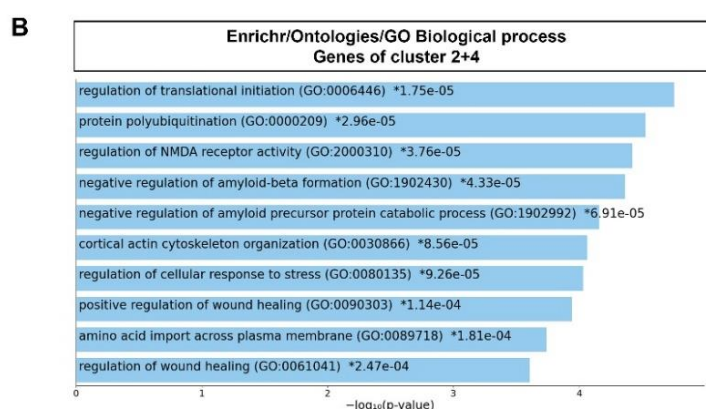 B
Enrichr/Ontologies/GO Biological process
Genes of cluster 2+4
regulation of translational initiation (GO:0006446) *1.75e-05
protein polyubiquitination (GO:0000209) *2.96e-05
regulation of NMDA receptor activity (GO:2000310) *3.76e-05
negative regulation of amyloid-beta formation (GO:1902430) *4.33e-05
negative regulation of amyloid precursor protein catabolic process (GO:1902992) *6.91e-05
cortical actin cytoskeleton organization (GO:0030866) *8.56e-05
regulation of cellular response to stress (GO:0080135) *9.26e-05
positive regulation of wound healing (GO:0090303) *1.14e-04
amino acid import across plasma membrane (GO:0089718) *1.81e-04
regulation of wound healing (GO:0061041) *2.47e-04
0 1 2 3 4
−log₁₀(p-value)